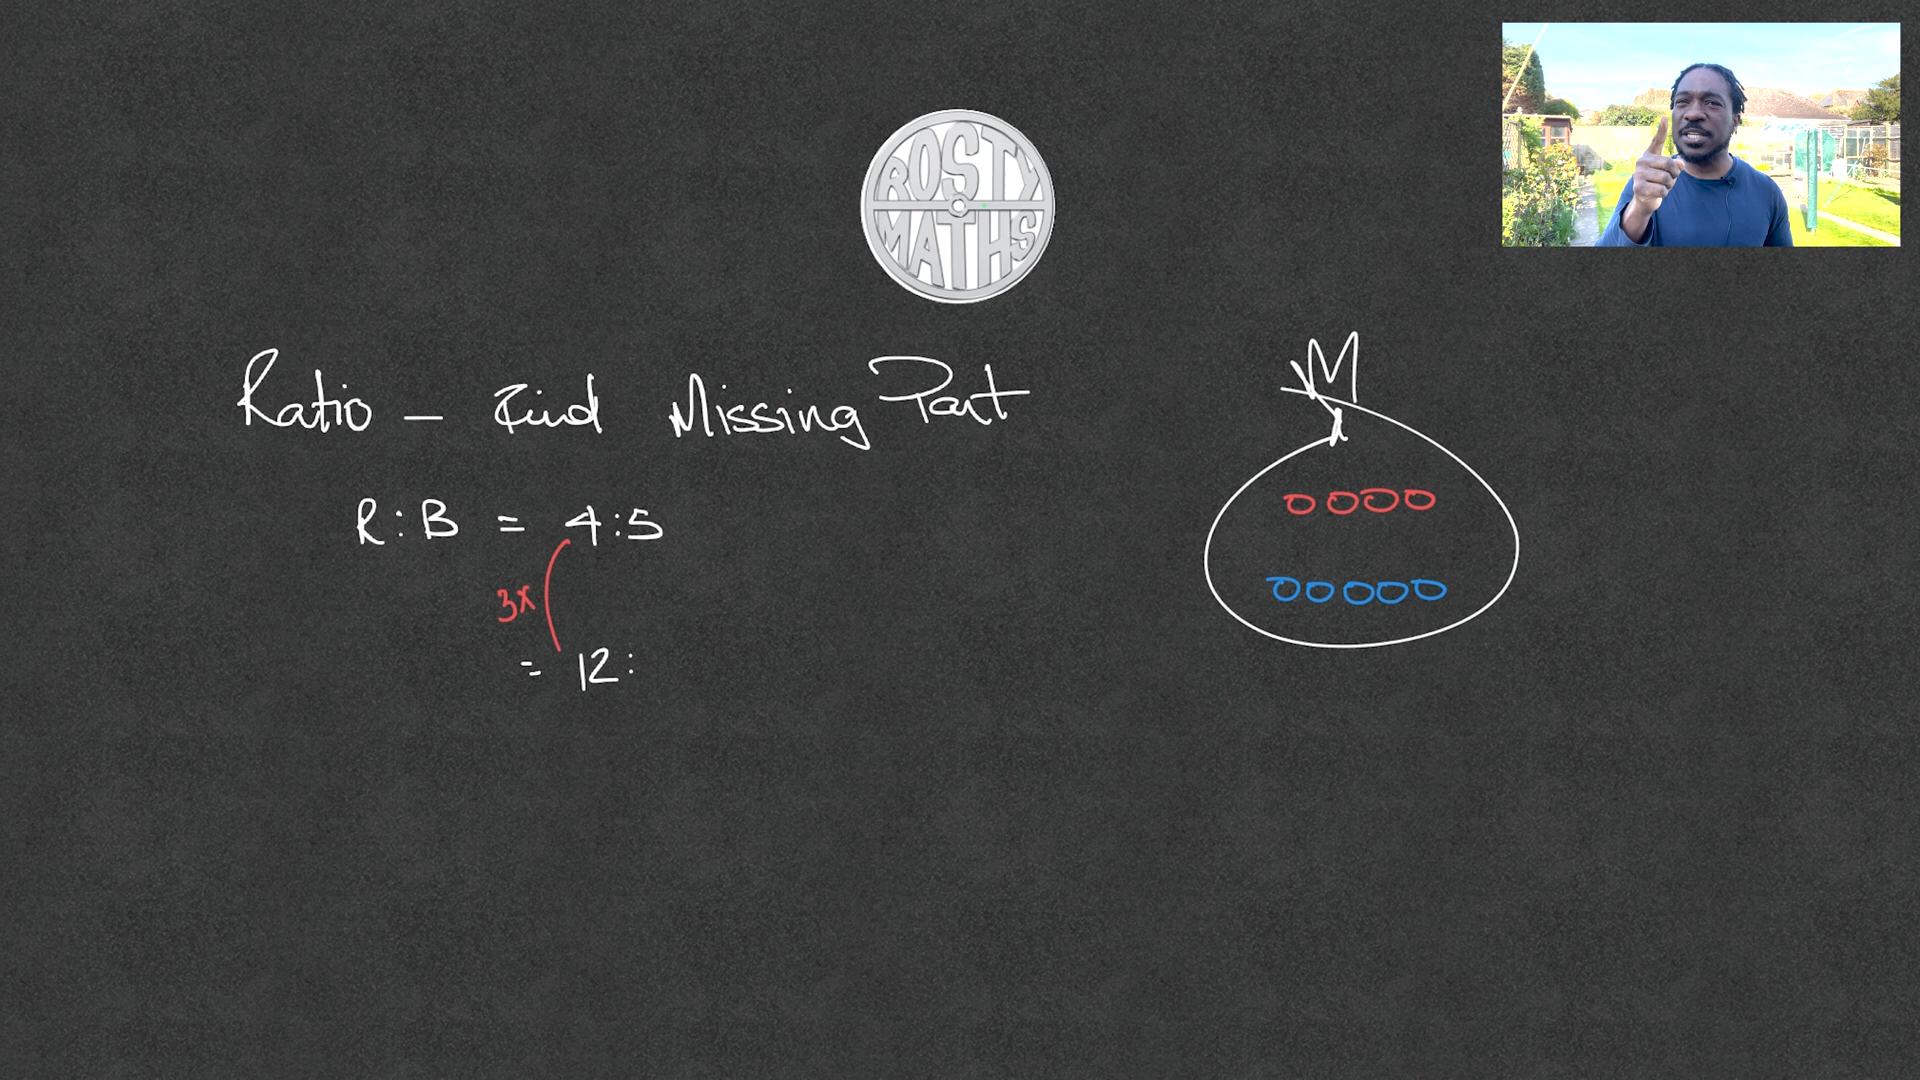 ROSTY
MATHS
Ratio - Find Missing Part
R:B = 4:5
3x
= 12: